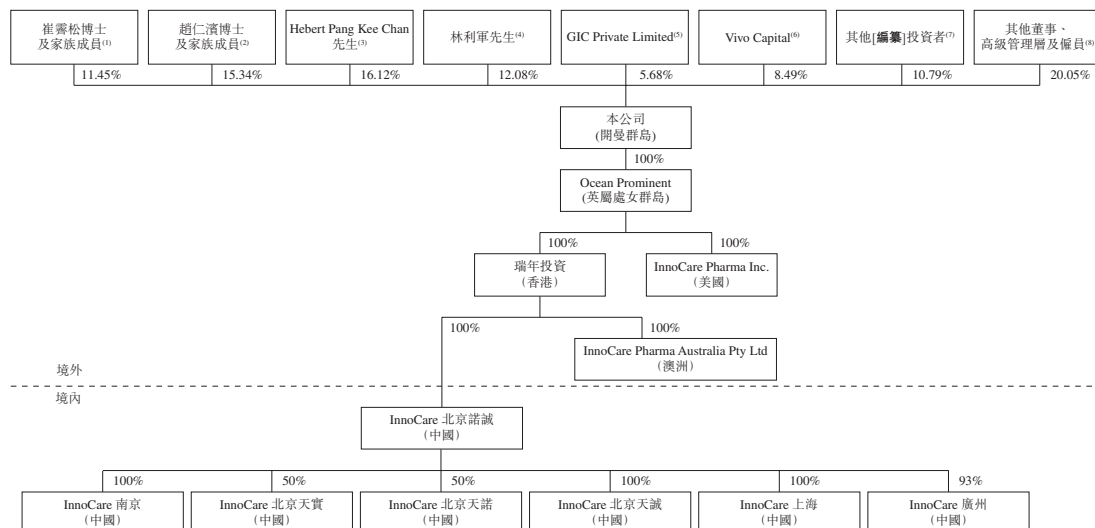 崔霽松博士
及家族成員(1)
趙仁濱博士
及家族成員(2)
Hebert Pang Kee Chan
先生(3)
林利軍先生(4)
GIC Private Limited(5)
Vivo Capital(6)
其他[編纂]投資者(7)
其他董事、
高級管理層及僱員(8)
11.45%
15.34%
16.12%
12.08%
5.68%
8.49%
10.79%
20.05%
本公司
(開曼群島)
100%
Ocean Prominent
(英屬處女群島)
100%
100%
瑞年投資
(香港)
InnoCare Pharma Inc.
(美國)
100%
100%
InnoCare Pharma Australia Pty Ltd
(澳洲)
境外
境內
InnoCare 北京諾誠
(中國)
100%
50%
50%
100%
100%
93%
InnoCare 南京
(中國)
InnoCare 北京天實
(中國)
InnoCare 北京天諾
(中國)
InnoCare 北京天誠
(中國)
InnoCare 上海
(中國)
InnoCare 廣州
(中國)